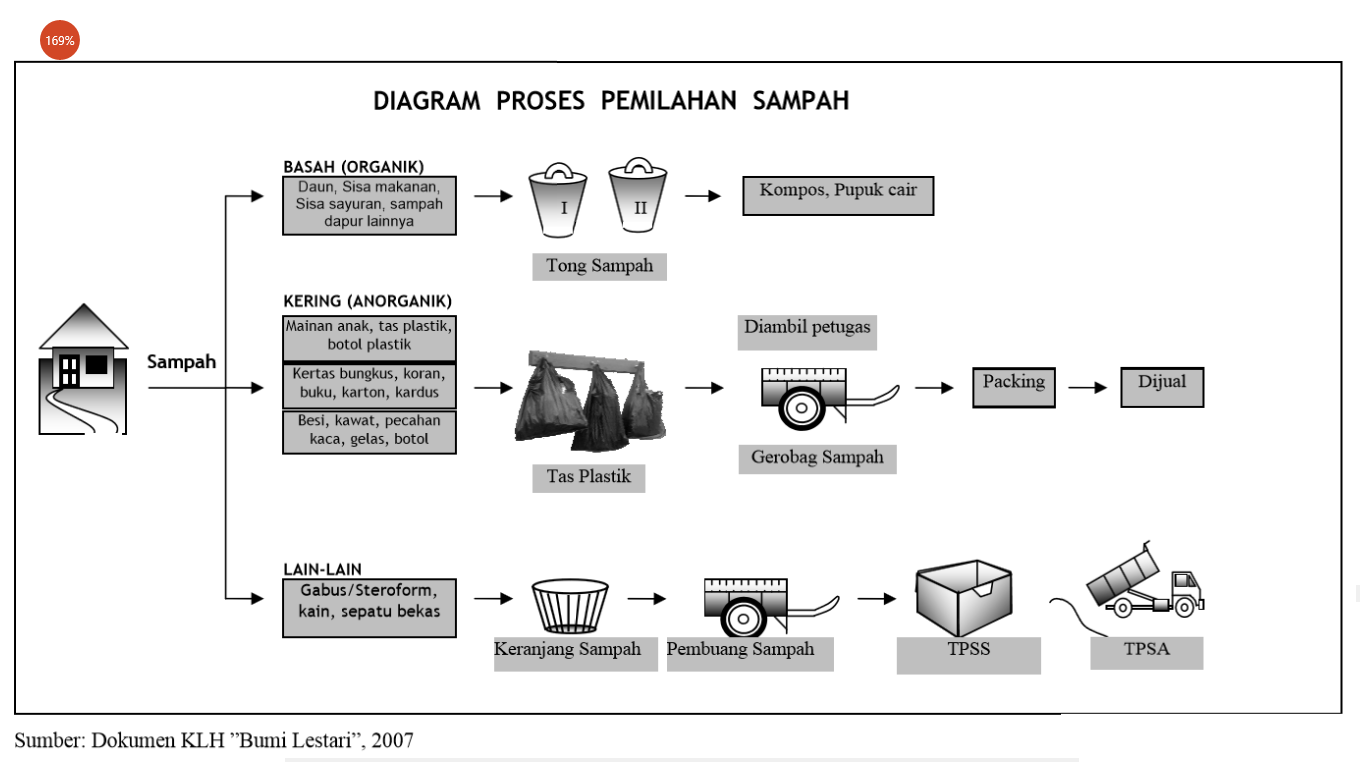 169%
DIAGRAM PROSES PEMILAHAN SAMPAH
BASAH (ORGANIK)
Daun, Sisa makanan,
Sisa sayuran, sampah
dapur lainnya
I
II
Tong Sampah
Kompos, Pupuk cair
Sampah
KERING (ANORGANIK)
Mainan anak, tas plastik,
botol plastik
Kertas bungkus, koran,
buku, karton, kardus
Besi, kawat, pecahan
kaca, gelas, botol
Tas Plastik
Diambil petugas
Gerobag Sampah
Packing
Dijual
LAIN-LAIN
Gabus/Steroform,
kain, sepatu bekas
Keranjang Sampah
Pembuang Sampah
TPSS
TPSA
Sumber: Dokumen KLH ”Bumi Lestari”, 2007